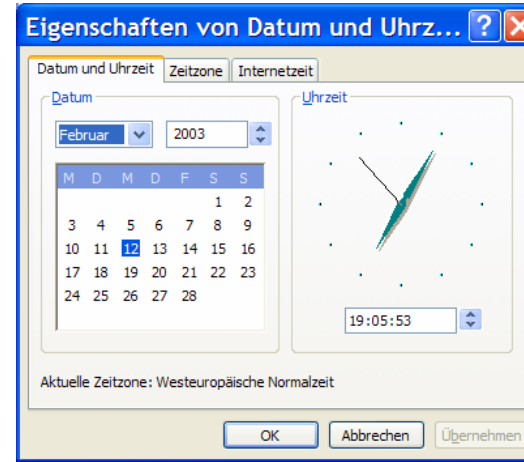 Eigenschaften von Datum und Uhrz... ?
Datum und Uhrzeit Zeitzone Internetzeit
Datum
Februar 2003
M D M D F S S
1 2
3 4 5 6 7 8 9
10 11 12 13 14 15 16
17 18 19 20 21 22 23
24 25 26 27 28
Uhrzeit
19:05:53
Aktuelle Zeitzone: Westeuropäische Normalzeit
OK Abbrechen Übernehmen